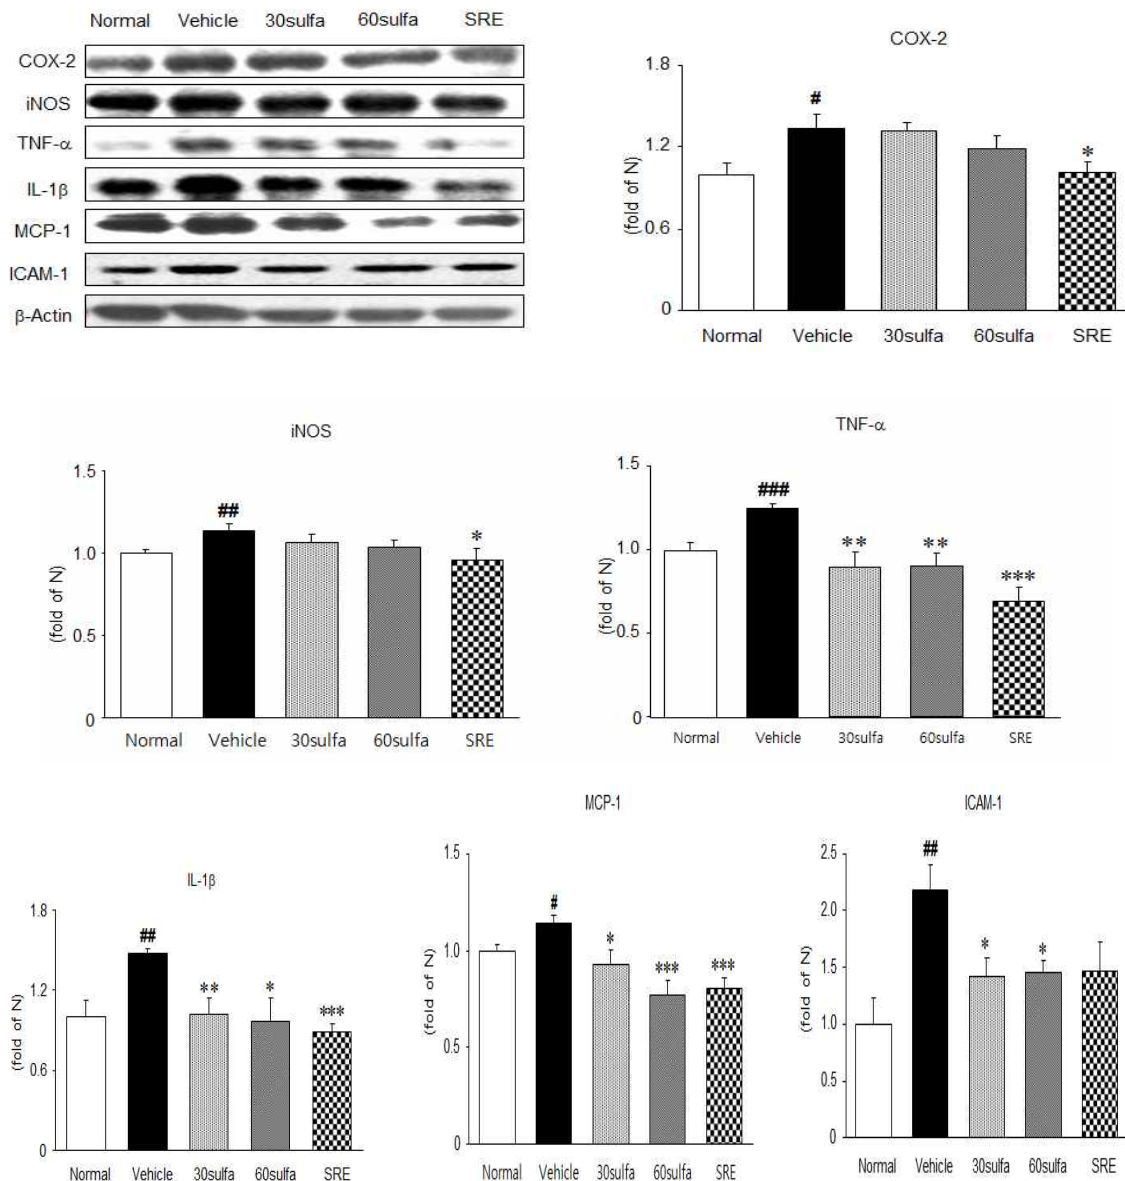 Normal Vehicle 30sulfa 60sulfa SRE
COX-2
iNOS
TNF-α
IL-1β
MCP-1
ICAM-1
β-Actin
COX-2
#
*
1.8
1.2
0.6
0
(fold of N)
Normal Vehicle 30sulfa 60sulfa SRE
iNOS
##
*
1.5
1.0
0.5
0
(fold of N)
Normal Vehicle 30sulfa 60sulfa SRE
TNF-α
###
** ** ***
1.5
1.0
0.5
0
(fold of N)
Normal Vehicle 30sulfa 60sulfa SRE
IL-1β
##
** * ***
1.8
1.2
0.6
0
(fold of N)
Normal Vehicle 30sulfa 60sulfa SRE
MCP-1
#
* *** ***
1.5
1.0
0.5
0
(fold of N)
Normal Vehicle 30sulfa 60sulfa SRE
ICAM-1
##
* *
2.5
2.0
1.5
1.0
0.5
0
(fold of N)
Normal Vehicle 30sulfa 60sulfa SRE